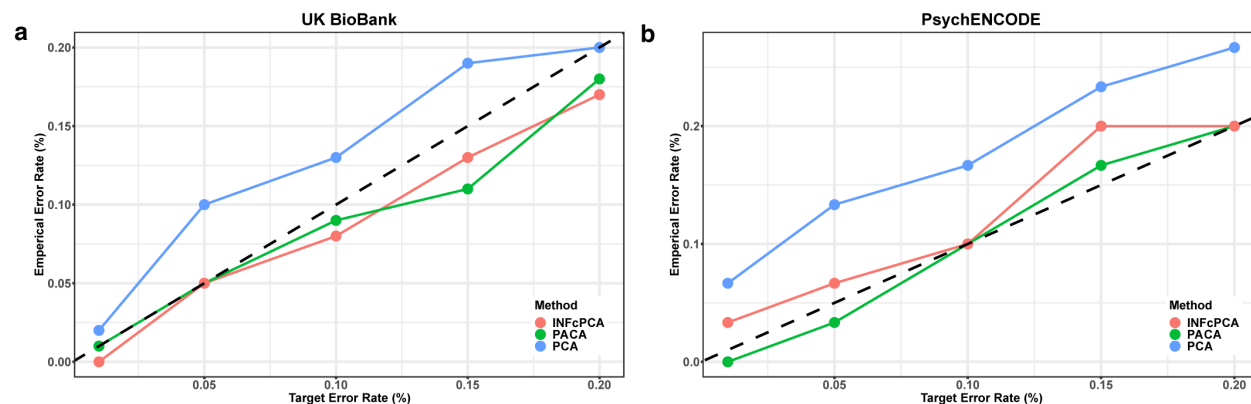 a
UK BioBank
Emperical Error Rate (%)
0.20
0.15
0.10
0.05
0.00
0.05
0.10
0.15
0.20
Target Error Rate (%)
Method
INFcPCA
PACA
PCA
b
PsychENCODE
Emperical Error Rate (%)
0.2
0.1
0.0
0.05
0.10
0.15
0.20
Target Error Rate (%)
Method
INFcPCA
PACA
PCA